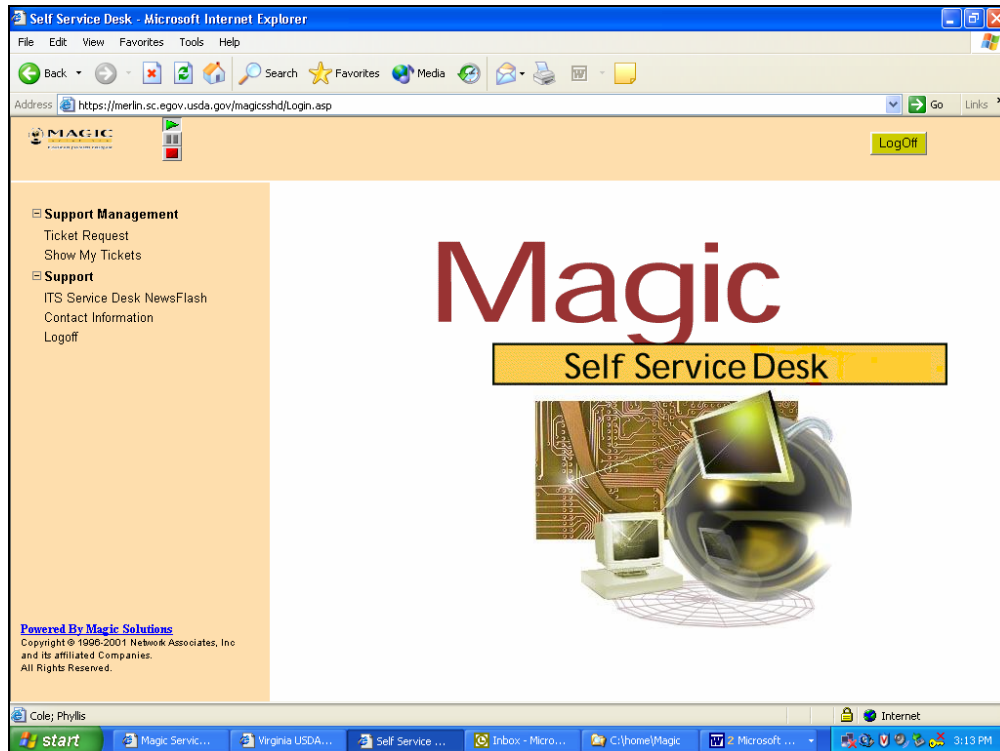 Self Service Desk - Microsoft Internet Explorer
File Edit View Favorites Tools Help
Back Search Favorites Media
Address https://merlin.sc.egov.usda.gov/magicsshd/Login.asp Go Links
MAGIC
LogOff
Support Management
Ticket Request
Show My Tickets
Support
ITS Service Desk NewsFlash
Contact Information
Logoff
Magic
Self Service Desk
Powered By Magic Solutions
Copyright © 1996-2001 Network Associates, Inc
and its affiliated Companies.
All Rights Reserved.
Cole; Phyllis Internet
start Magic Servic... Virginia USDA... Self Service ... Inbox - Micro... C:\home\Magic 2 Microsoft ... 3:13 PM